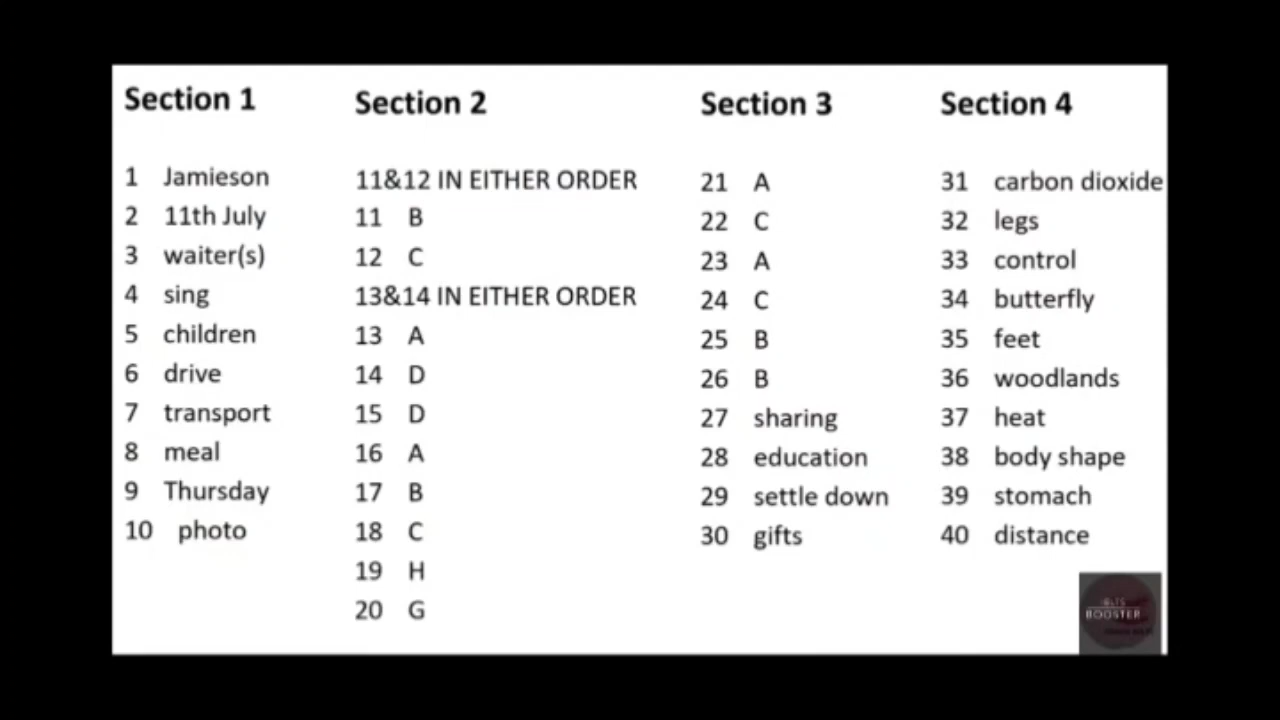 Section 1
1 Jamieson
2 11th July
3 waiter(s)
4 sing
5 children
6 drive
7 transport
8 meal
9 Thursday
10 photo
Section 2
11&12 IN EITHER ORDER
11 B
12 C
13&14 IN EITHER ORDER
13 A
14 D
15 D
16 A
17 B
18 C
19 H
20 G
Section 3
21 A
22 C
23 A
24 C
25 B
26 B
27 sharing
28 education
29 settle down
30 gifts
Section 4
31 carbon dioxide
32 legs
33 control
34 butterfly
35 feet
36 woodlands
37 heat
38 body shape
39 stomach
40 distance
IELTS
BOOSTER